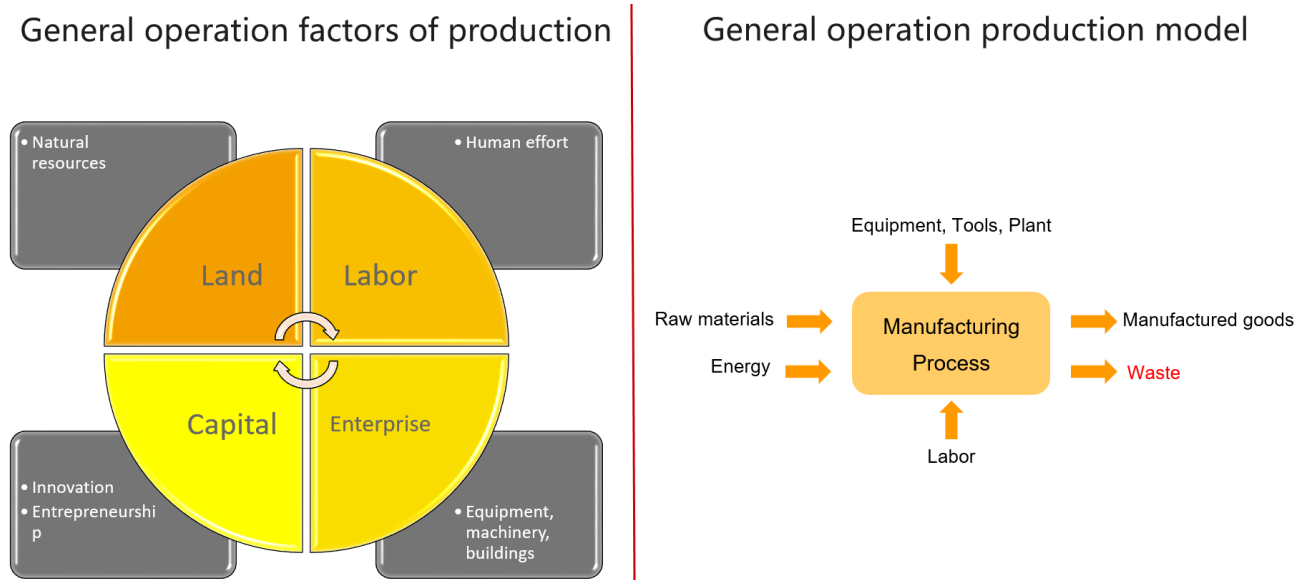 General operation factors of production
• Natural
resources
• Human effort
Land
Labor
Capital
Enterprise
• Innovation
• Entrepreneurshi
p
• Equipment,
machinery,
buildings
General operation production model
Equipment, Tools, Plant
Raw materials
Energy
Manufacturing
Process
Manufactured goods
Waste
Labor